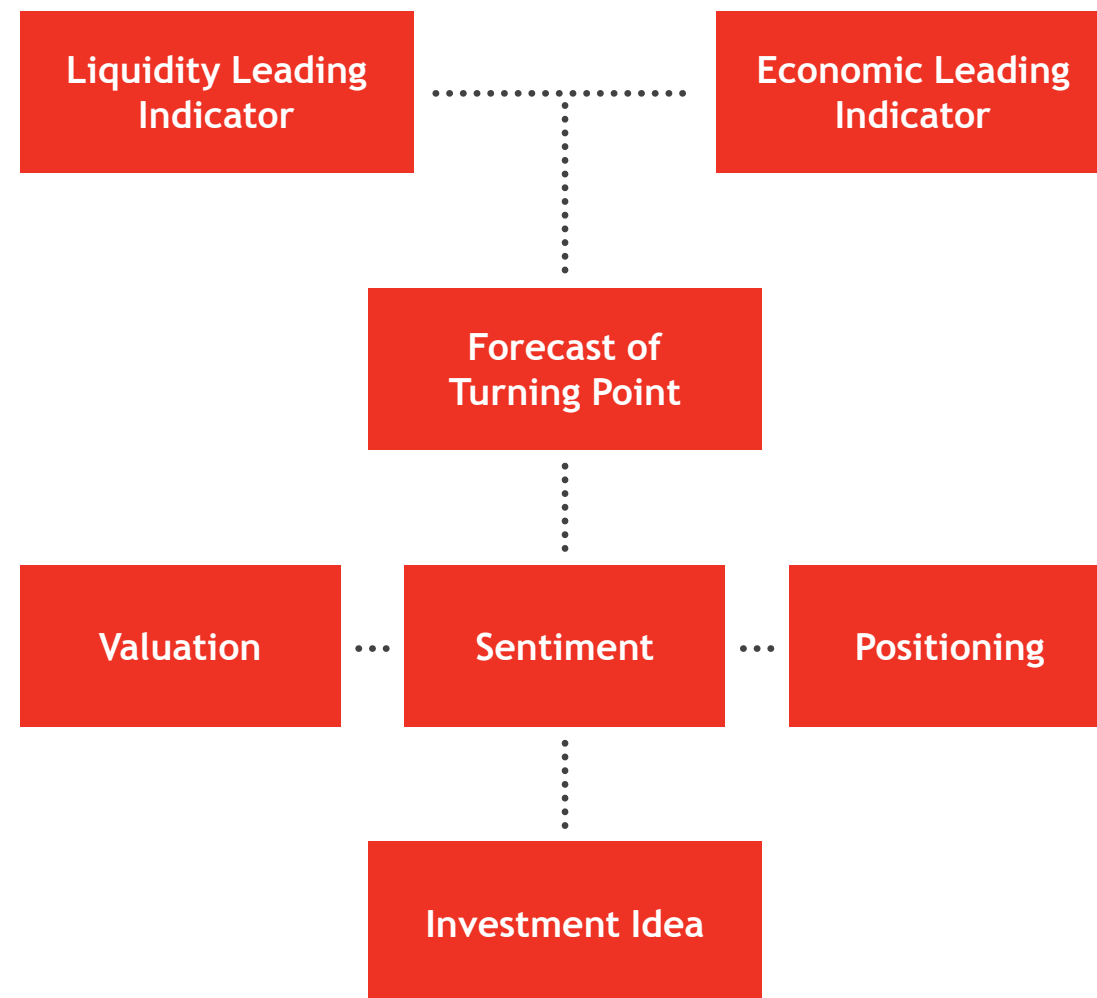 Liquidity Leading
Indicator
Economic Leading
Indicator
Forecast of
Turning Point
Valuation
Sentiment
Positioning
Investment Idea